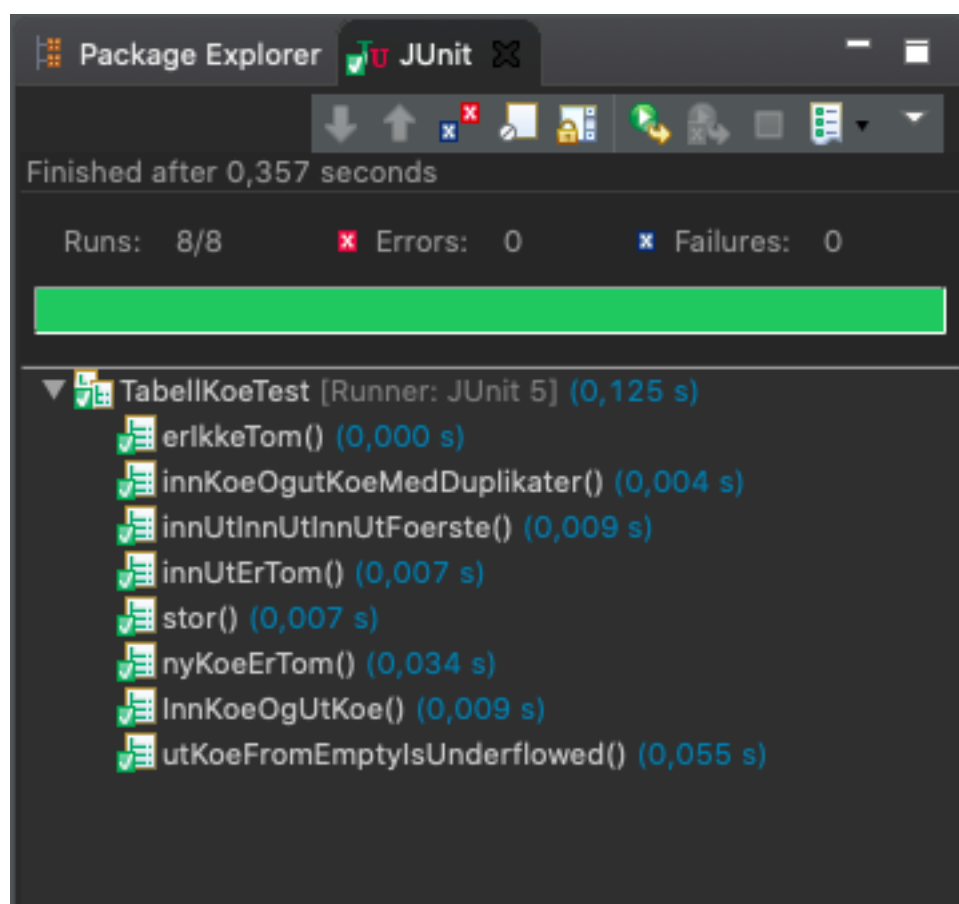 Package Explorer JUnit
Finished after 0,357 seconds
Runs: 8/8 Errors: 0 Failures: 0
TabellKoeTest [Runner: JUnit 5] (0,125 s)
erIkkeTom() (0,000 s)
innKoeOgutKoeMedDuplikater() (0,004 s)
innUtInnUtInnUtFoerste() (0,009 s)
innUtErTom() (0,007 s)
stor() (0,007 s)
nyKoeErTom() (0,034 s)
InnKoeOgUtKoe() (0,009 s)
utKoeFromEmptyIsUnderflowed() (0,055 s)